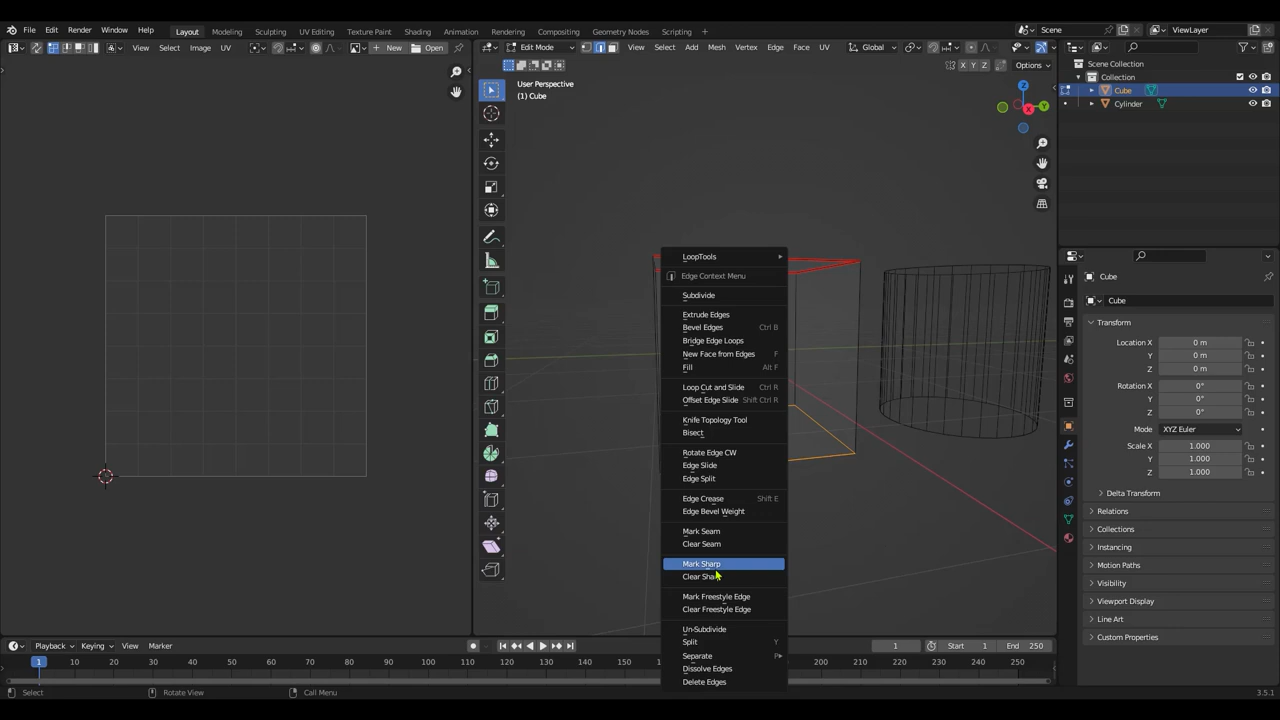 File Edit Render Window Help Layout Modeling Sculpting UV Editing Texture Paint Shading Animation Rendering Compositing Geometry Nodes Scripting Scene ViewLayer
View Select Image UV New Open Edit Mode View Select Add Mesh Vertex Edge Face UV Global
X Y Z Options
User Perspective
(1) Cube
Z
X
Y
Scene Collection
Collection
Cube
Cylinder
LoopTools
Edge Context Menu
Subdivide
Extrude Edges
Bevel Edges Ctrl B
Bridge Edge Loops
New Face from Edges F
Fill Alt F
Loop Cut and Slide Ctrl R
Offset Edge Slide Shift Ctrl R
Knife Topology Tool
Bisect
Rotate Edge CW
Edge Slide
Edge Split
Edge Crease Shift E
Edge Bevel Weight
Mark Seam
Clear Seam
Mark Sharp
Clear
Mark Freestyle Edge
Clear Freestyle Edge
Un-Subdivide
Split Y
Separate P
Dissolve Edges
Delete Edges
Cube
Cube
Transform
Location X 0 m
Y 0 m
Z 0 m
Rotation X 0°
Y 0°
Z 0°
Mode XYZ Euler
Scale X 1.000
Y 1.000
Z 1.000
Delta Transform
Relations
Collections
Instancing
Motion Paths
Visibility
Viewport Display
Line Art
Custom Properties
Playback Keying View Marker 1 Start 1 End 250
1 10 20 30 40 50 60 70 80 90 100 110 120 130 140 150 200 210 220 230 240 250
Select Rotate View Call Menu 3.5.1